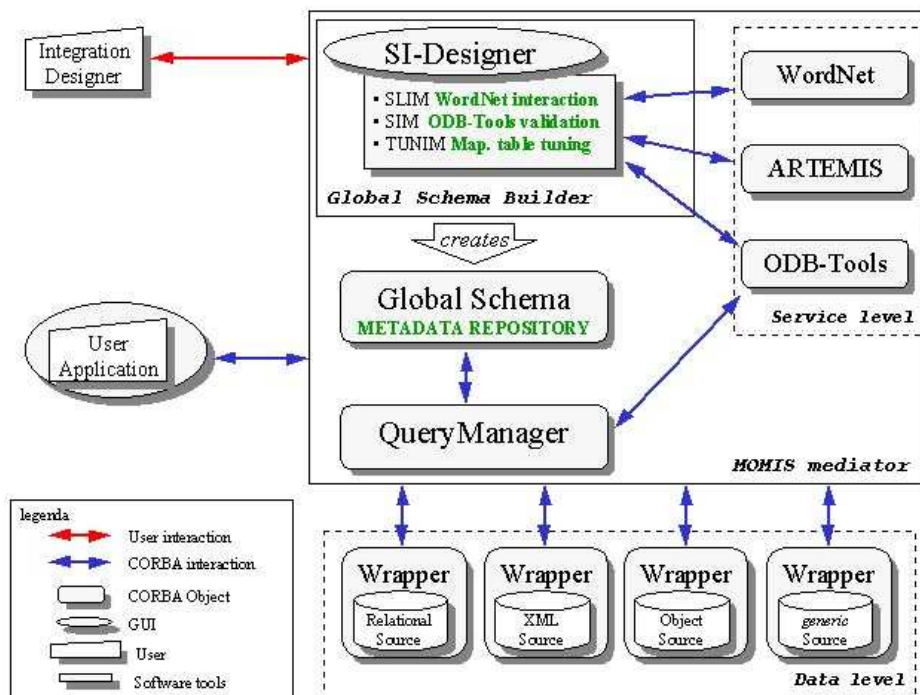 Integration
Designer
SI-Designer
▪ SLIM WordNet interaction
▪ SIM ODB-Tools validation
▪ TUNIM Map. table tuning
Global Schema Builder
WordNet
ARTEMIS
ODB-Tools
Service level
creates
Global Schema
METADATA REPOSITORY
User
Application
QueryManager
MOMIS mediator
legenda
User interaction
CORBA interaction
CORBA Object
GUI
User
Software tools
Wrapper
Relational
Source
Wrapper
XML
Source
Wrapper
Object
Source
Wrapper
generic
Source
Data level